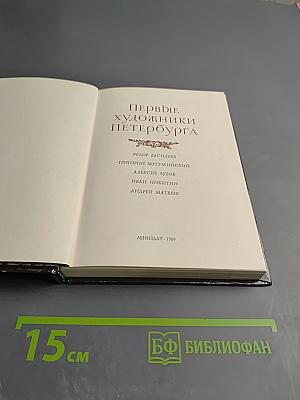 Первые
художники
Петербурга
Федор Васильев
Григорий Мусикийский
Алексей Зубов
Иван Никитин
Андрей Матвеев
Лениздат · 1984
15 см
БФ БИБЛИОФАН